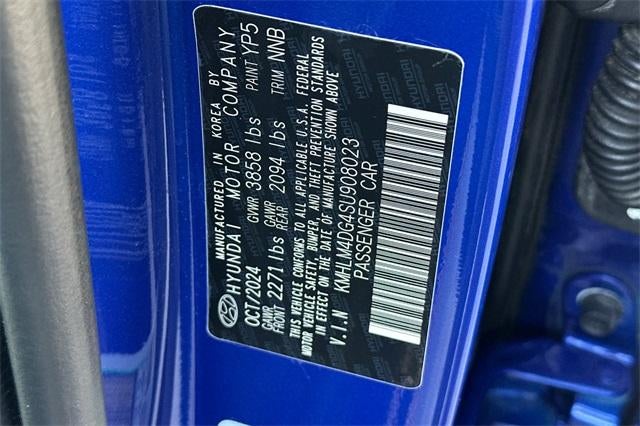 MANUFACTURED IN KOREA BY
HYUNDAI MOTOR COMPANY
OCT/2024 GVWR 3858 lbs PAINT YP5
GAWR FRONT 2271 lbs GAWR REAR 2094 lbs TRIM NNB
THIS VEHICLE CONFORMS TO ALL APPLICABLE U.S.A. FEDERAL
MOTOR VEHICLE SAFETY, BUMPER, AND THEFT PREVENTION STANDARDS
IN EFFECT ON THE DATE OF MANUFACTURE SHOWN ABOVE
V.I.N KMHLM4DG4SU908023
PASSENGER CAR